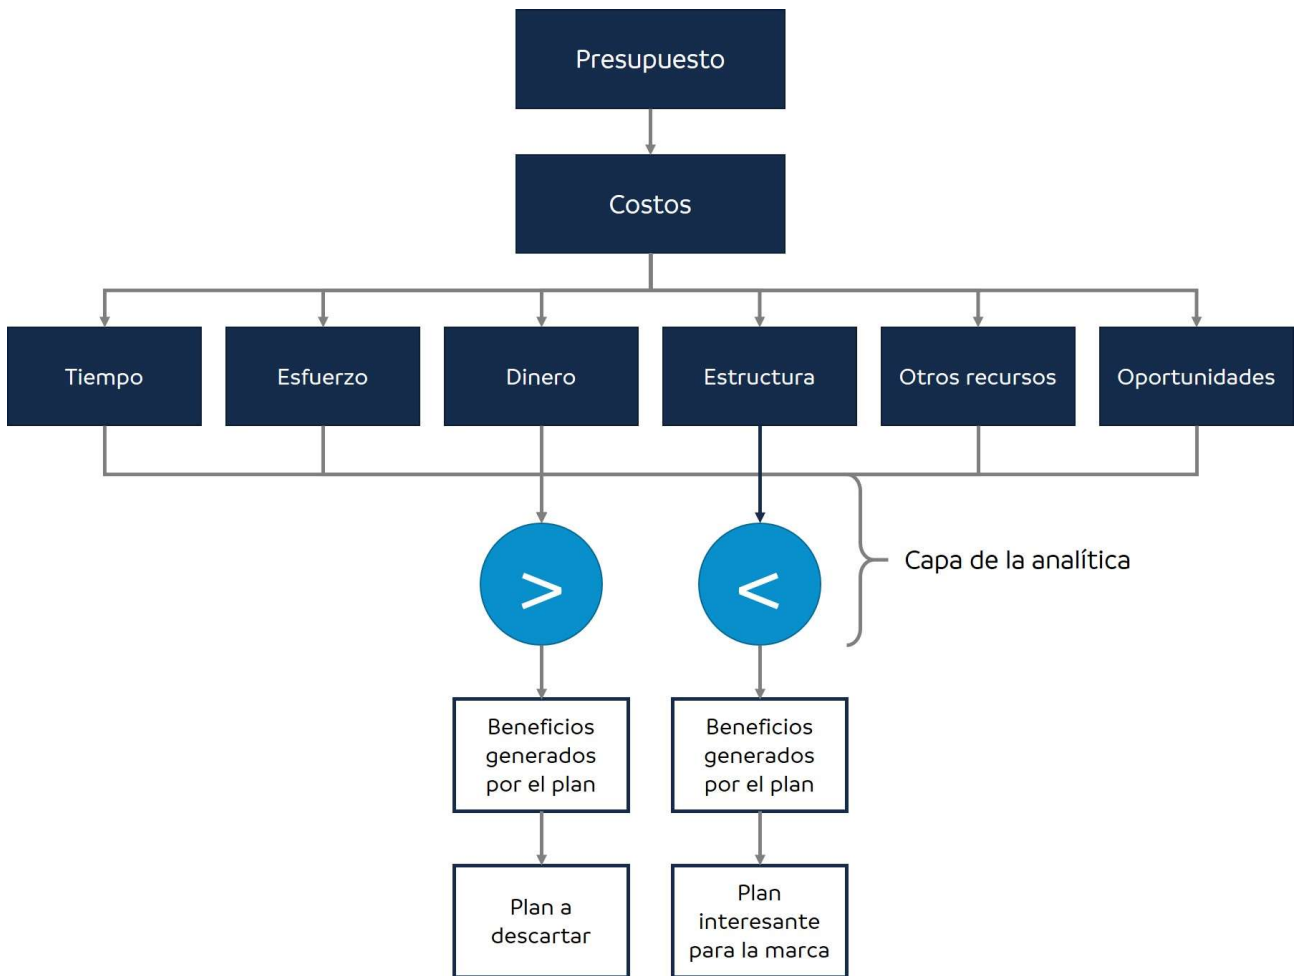 Presupuesto
Costos
Tiempo
Esfuerzo
Dinero
Estructura
Otros recursos
Oportunidades
>
<
Capa de la analítica
Beneficios
generados
por el plan
Beneficios
generados
por el plan
Plan a
descartar
Plan
interesante
para la marca